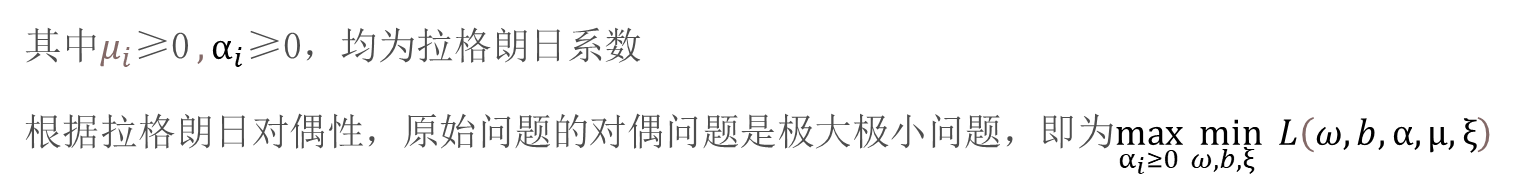 其中μᵢ≥0,αᵢ≥0，均为拉格朗日系数
根据拉格朗日对偶性，原始问题的对偶问题是极大极小问题，即为max min L(ω,b,α,μ,ξ)
αᵢ≥0 ω,b,ξ